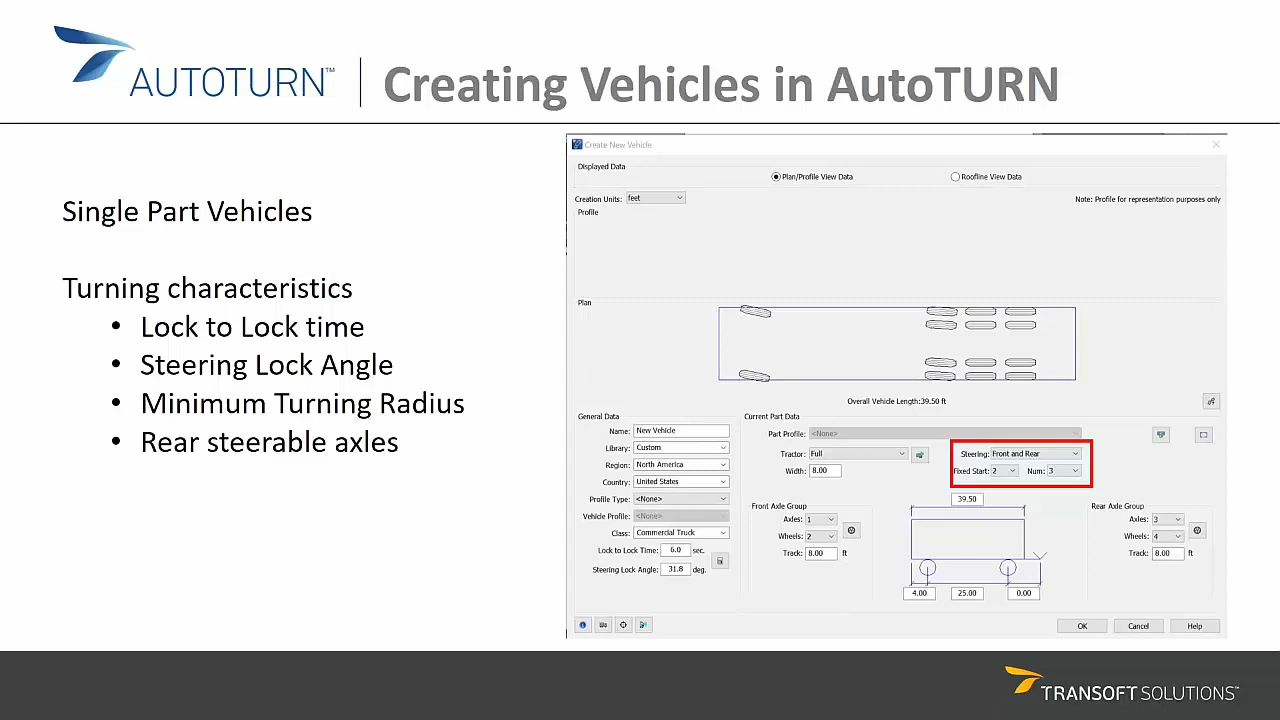 AUTOTURN™
Creating Vehicles in AutoTURN
Single Part Vehicles
Turning characteristics
• Lock to Lock time
• Steering Lock Angle
• Minimum Turning Radius
• Rear steerable axles
Create New Vehicle
Displayed Data
Plan/Profile View Data
Roofline View Data
Creation Units: feet
Note: Profile for representation purposes only
Profile
Plan
Overall Vehicle Length:39.50 ft
General Data
Name: New Vehicle
Library: Custom
Region: North America
Country: United States
Profile Type: <None>
Vehicle Profile: <None>
Class: Commercial Truck
Lock to Lock Time: 6.0 sec.
Steering Lock Angle: 31.8 deg.
Current Part Data
Part Profile: <None>
Tractor: Full
Width: 8.00
Steering: Front and Rear
Fixed Start: 2 Num: 3
39.50
Front Axle Group
Axles: 1
Wheels: 2
Track: 8.00 ft
4.00 25.00 0.00
Rear Axle Group
Axles: 3
Wheels: 4
Track: 8.00 ft
OK Cancel Help
TRANSOFT SOLUTIONS™